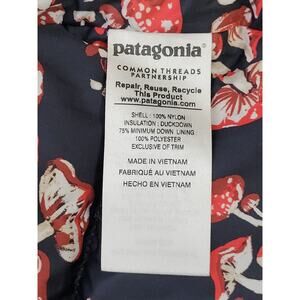 patagonia®
COMMON THREADS
PARTNERSHIP
Repair, Reuse, Recycle
This Product
www.patagonia.com
SHELL : 100% NYLON
INSULATION : DUCKDOWN
75% MINIMUM DOWN LINING
100% POLYESTER
EXCLUSIVE OF TRIM
MADE IN VIETNAM
FABRIQUÉ AU VIETNAM
HECHO EN VIETNAM